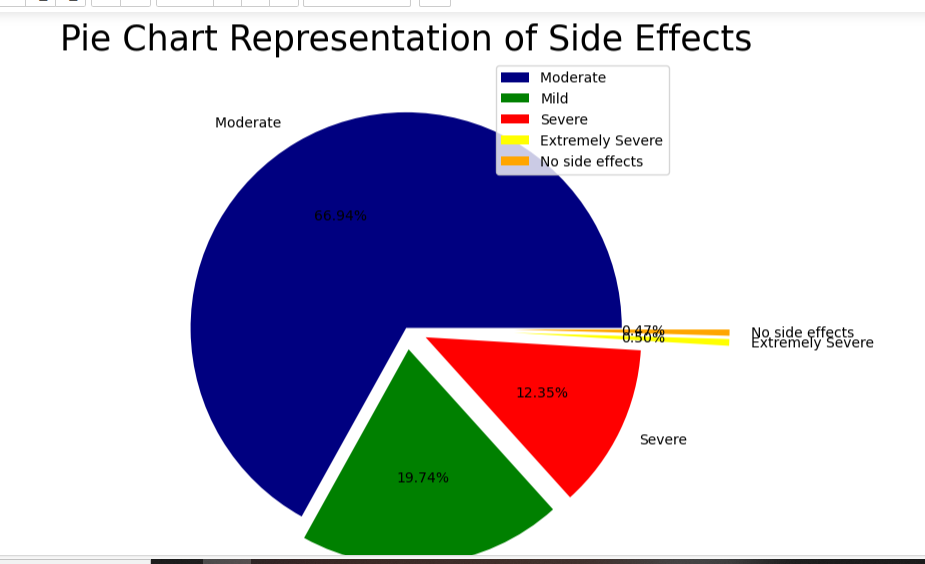 Pie Chart Representation of Side Effects
Moderate
Mild
Severe
Extremely Severe
No side effects
Moderate
66.94%
0.47%
No side effects
0.50%
Extremely Severe
12.35%
Severe
19.74%